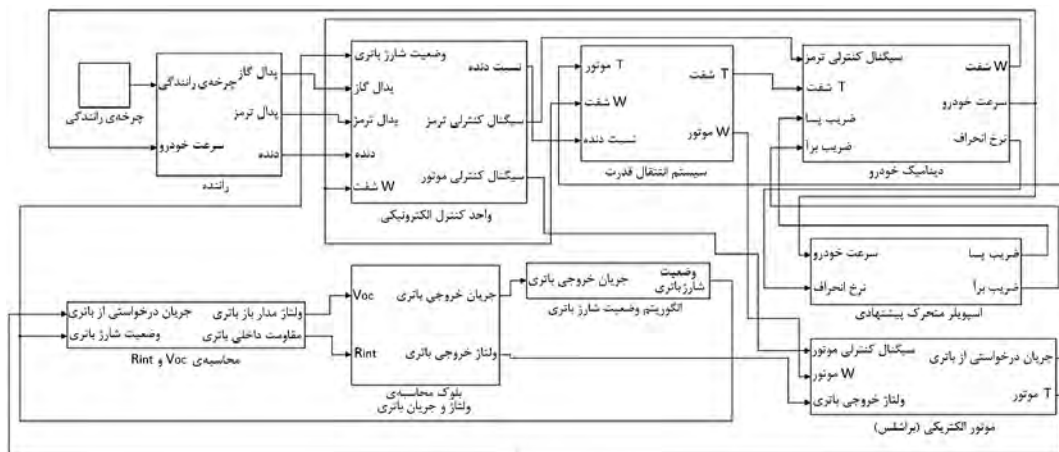 چرخه‌ی رانندگی
چرخه‌ی رانندگی
سرعت خودرو
پدال گاز
پدال ترمز
دنده
راننده
وضعیت شارژ باتری
پدال گاز
پدال ترمز
دنده
W شفت
نسبت دنده
سیگنال کنترلی ترمز
سیگنال کنترلی موتور
واحد کنترل الکترونیکی
T موتور
W شفت
نسبت دنده
T شفت
W موتور
سیستم انتقال قدرت
سیگنال کنترلی ترمز
T شفت
ضریب پسا
ضریب برآ
W شفت
سرعت خودرو
نرخ انحراف
دینامیک خودرو
سرعت خودرو
نرخ انحراف
ضریب پسا
ضریب برآ
اسپویلر متحرک پیشنهادی
جریان درخواستی از باتری
وضعیت شارژ باتری
ولتاژ مدار باز باتری
مقاومت داخلی باتری
محاسبه‌ی Voc و Rint
Voc
Rint
جریان خروجی باتری
ولتاژ خروجی باتری
بلوک محاسبه‌ی
ولتاژ و جریان باتری
جریان خروجی باتری
وضعیت
شارژ باتری
الگوریتم وضعیت شارژ باتری
سیگنال کنترلی موتور
W موتور
ولتاژ خروجی باتری
جریان درخواستی از باتری
T موتور
موتور الکتریکی (براشلس)